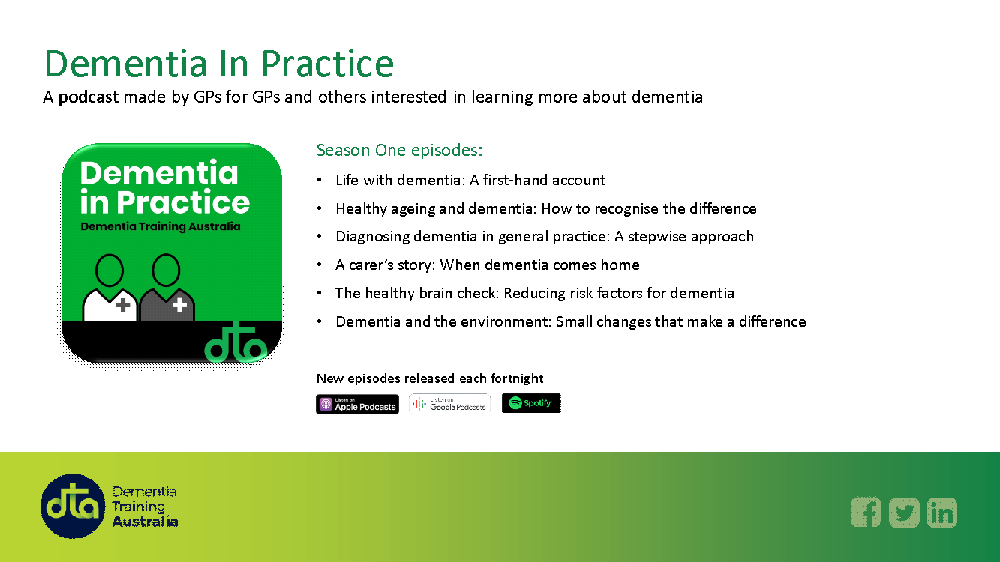 Dementia In Practice
A podcast made by GPs for GPs and others interested in learning more about dementia
Dementia
in Practice
Dementia Training Australia
dta
Season One episodes:
• Life with dementia: A first-hand account
• Healthy ageing and dementia: How to recognise the difference
• Diagnosing dementia in general practice: A stepwise approach
• A carer’s story: When dementia comes home
• The healthy brain check: Reducing risk factors for dementia
• Dementia and the environment: Small changes that make a difference
New episodes released each fortnight
Listen on
Apple Podcasts
Listen on
Google Podcasts
Spotify
dta
Dementia
Training
Australia
f
in